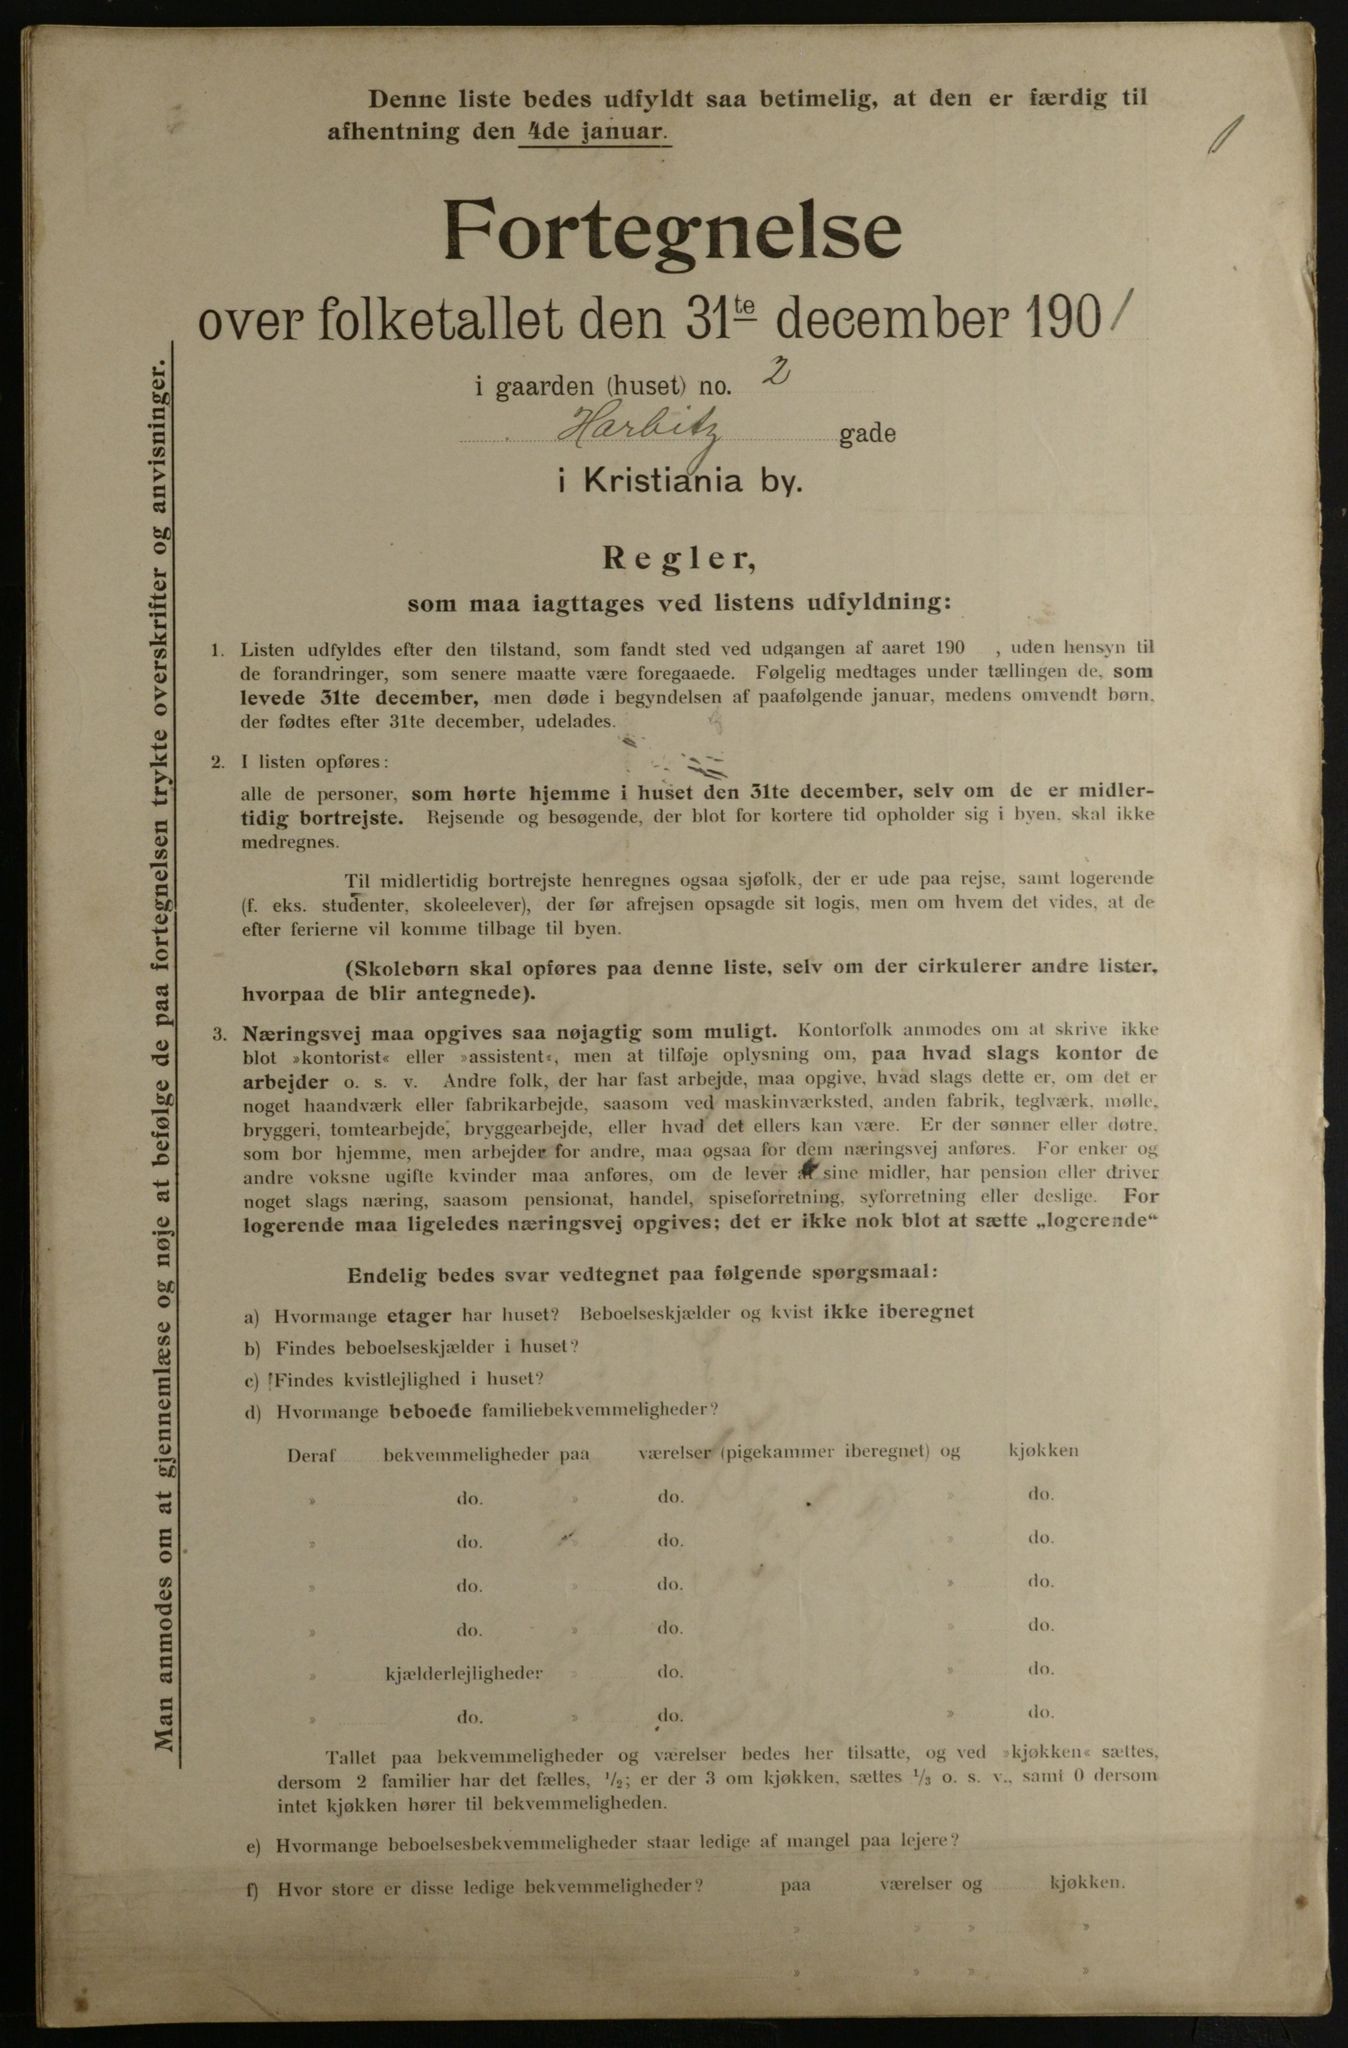 Denne liste bedes udfyldt saa betimelig, at den er færdig til
afhentning den 4de januar.
Fortegnelse
over folketallet den 31te december 1901
i gaarden (huset) no. 2
Harbitz gade
i Kristiania by.
Regler,
som maa iagttages ved listens udfyldning:
1. Listen udfyldes efter den tilstand, som fandt sted ved udgangen af aaret 190 , uden hensyn til
de forandringer, som senere maatte være foregaaede. Følgelig medtages under tællingen de, som
levede 31te december, men døde i begyndelsen af paafølgende januar, medens omvendt børn,
der fødtes efter 31te december, udelades.
2. I listen opføres:
alle de personer, som hørte hjemme i huset den 31te december, selv om de er midler-
tidig bortrejste. Rejsende og besøgende, der blot for kortere tid opholder sig i byen, skal ikke
medregnes.
Til midlertidig bortrejste henregnes ogsaa sjøfolk, der er ude paa rejse, samt logerende
(f. eks. studenter, skoleelever), der før afrejsen opsagde sit logis, men om hvem det vides, at de
efter ferierne vil komme tilbage til byen.
(Skolebørn skal opføres paa denne liste, selv om der cirkulerer andre lister,
hvorpaa de blir antegnede).
3. Næringsvej maa opgives saa nøjagtig som muligt. Kontorfolk anmodes om at skrive ikke
blot »kontorist« eller »assistent«, men at tilføje oplysning om, paa hvad slags kontor de
arbejder o. s. v. Andre folk, der har fast arbejde, maa opgive, hvad slags dette er, om det er
noget haandværk eller fabrikarbejde, saasom ved maskinværksted, anden fabrik, teglværk, mølle,
bryggeri, tomtearbejde, bryggearbejde, eller hvad det ellers kan være. Er der sønner eller døtre,
som bor hjemme, men arbejder for andre, maa ogsaa for dem næringsvej anføres. For enker og
andre voksne ugifte kvinder maa anføres, om de lever af sine midler, har pension eller driver
noget slags næring, saasom pensionat, handel, spiseforretning, syforretning eller deslige. For
logerende maa ligeledes næringsvej opgives; det er ikke nok blot at sætte „logerende“
Endelig bedes svar vedtegnet paa følgende spørgsmaal:
a) Hvormange etager har huset? Beboelseskjælder og kvist ikke iberegnet
b) Findes beboelseskjælder i huset?
c) Findes kvistlejlighed i huset?
d) Hvormange beboede familiebekvemmeligheder?
Deraf bekvemmeligheder paa værelser (pigekammer iberegnet) og kjøkken
» do. » do. » do.
» do. » do. » do.
» do. » do. » do.
» do. » do. » do.
» kjælderlejligheder » do. » do.
» do. » do. » do.
Tallet paa bekvemmeligheder og værelser bedes her tilsatte, og ved »kjøkken« sættes,
dersom 2 familier har det fælles, 1/2; er der 3 om kjøkken, sættes 1/3 o. s. v., samt 0 dersom
intet kjøkken hører til bekvemmeligheden.
e) Hvormange beboelsesbekvemmeligheder staar ledige af mangel paa lejere?
f) Hvor store er disse ledige bekvemmeligheder? paa værelser og kjøkken.
» » » »
» » » »
Man anmodes om at gjennemlæse og nøje at befølge de paa fortegnelsen trykte overskrifter og anvisninger.